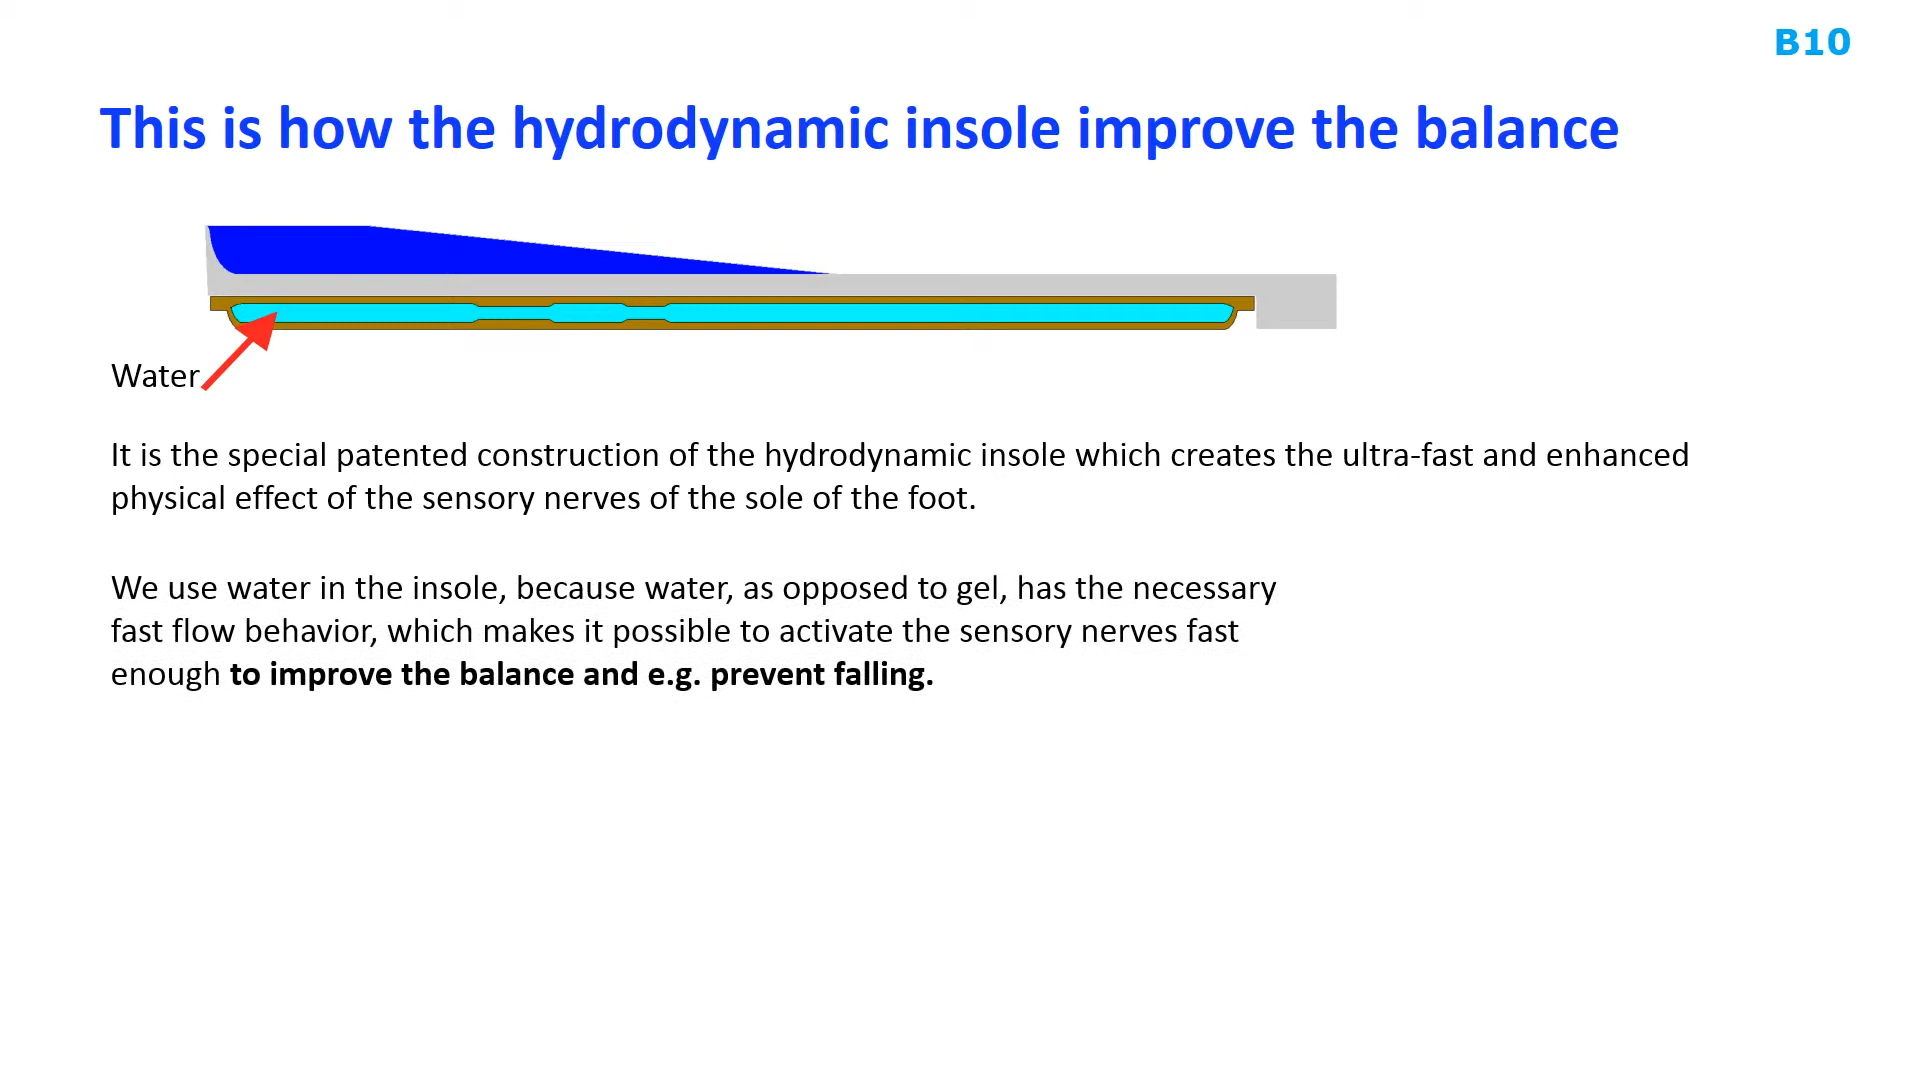 B10
This is how the hydrodynamic insole improve the balance
Water
It is the special patented construction of the hydrodynamic insole which creates the ultra-fast and enhanced
physical effect of the sensory nerves of the sole of the foot.
We use water in the insole, because water, as opposed to gel, has the necessary
fast flow behavior, which makes it possible to activate the sensory nerves fast
enough to improve the balance and e.g. prevent falling.